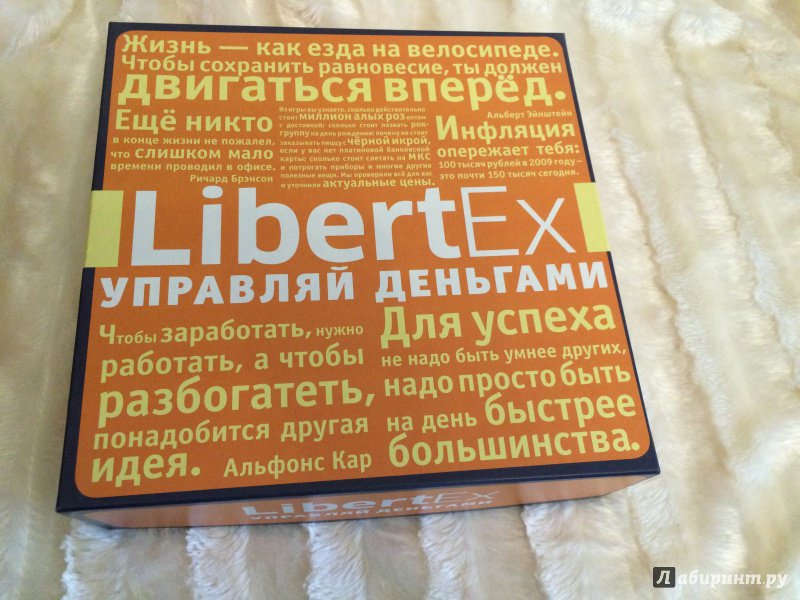 Жизнь — как езда на велосипеде.
Чтобы сохранить равновесие, ты должен
двигаться вперёд.
Альберт Эйнштейн
Ещё никто
в конце жизни не пожалел,
что слишком мало
времени проводил в офисе.
Ричард Брэнсон
Из игры вы узнаете, сколько действительно
стоит миллион алых роз оптом
с доставкой; сколько стоит позвать рок-
группу на день рождения; почему не стоит
заказывать пиццу с чёрной икрой,
если у вас нет платиновой банковской
карты; сколько стоит слетать на МКС
и потрогать приборы и многие другие
полезные вещи. Мы проверили всё для вас
и уточнили актуальные цены.
Инфляция
опережает тебя:
100 тысяч рублей в 2009 году –
это почти 150 тысяч сегодня.
LibertEx
УПРАВЛЯЙ ДЕНЬГАМИ
Чтобы заработать, нужно
работать, а чтобы
разбогатеть,
понадобится другая
идея. Альфонс Кар
Для успеха
не надо быть умнее других,
надо просто быть
на день быстрее
большинства.
LibertEx
УПРАВЛЯЙ ДЕНЬГАМИ
Лабиринт.ру